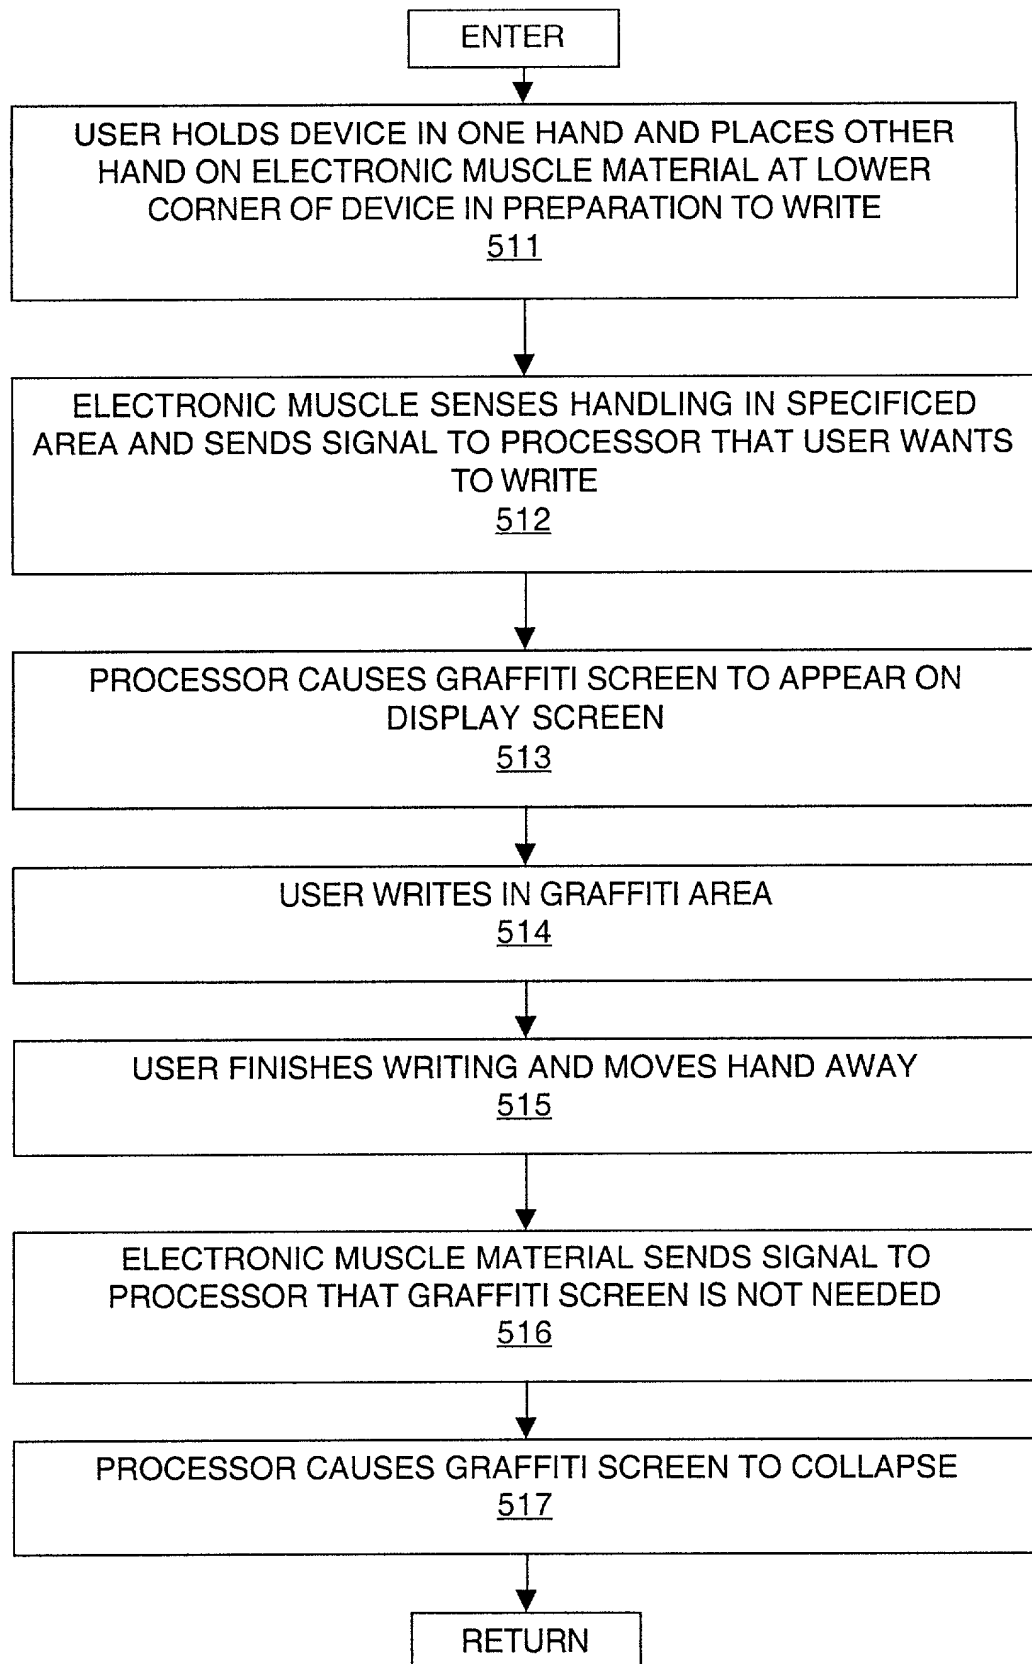 ENTER
USER HOLDS DEVICE IN ONE HAND AND PLACES OTHER
HAND ON ELECTRONIC MUSCLE MATERIAL AT LOWER
CORNER OF DEVICE IN PREPARATION TO WRITE
511
ELECTRONIC MUSCLE SENSES HANDLING IN SPECIFICED
AREA AND SENDS SIGNAL TO PROCESSOR THAT USER WANTS
TO WRITE
512
PROCESSOR CAUSES GRAFFITI SCREEN TO APPEAR ON
DISPLAY SCREEN
513
USER WRITES IN GRAFFITI AREA
514
USER FINISHES WRITING AND MOVES HAND AWAY
515
ELECTRONIC MUSCLE MATERIAL SENDS SIGNAL TO
PROCESSOR THAT GRAFFITI SCREEN IS NOT NEEDED
516
PROCESSOR CAUSES GRAFFITI SCREEN TO COLLAPSE
517
RETURN